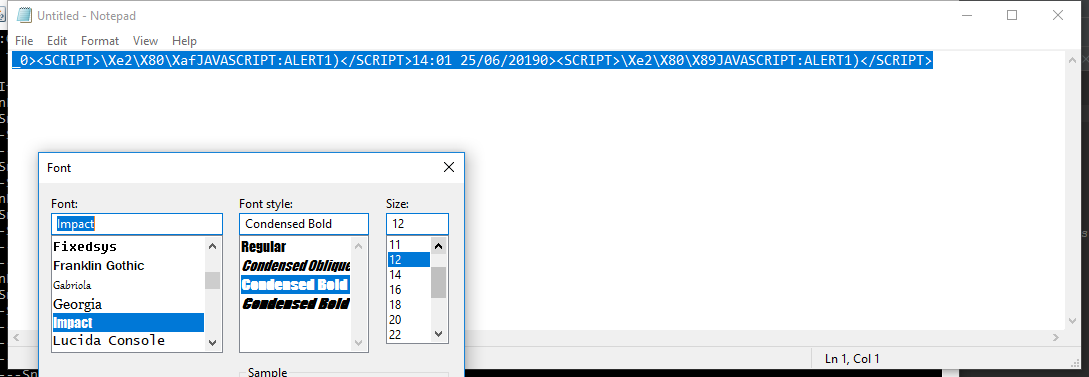 Untitled - Notepad
File Edit Format View Help
_0><SCRIPT>\Xe2\X80\XafJAVASCRIPT:ALERT1)</SCRIPT>14:01 25/06/20190><SCRIPT>\Xe2\X80\X89JAVASCRIPT:ALERT1)</SCRIPT>
Font
Font: Font style: Size:
Impact Condensed Bold 12
Fixedsys
Franklin Gothic
Gabriola
Georgia
Impact
Lucida Console
Regular
Condensed Oblique
Condensed Bold
Condensed Bold
11
12
14
16
18
20
22
Sample
Ln 1, Col 1